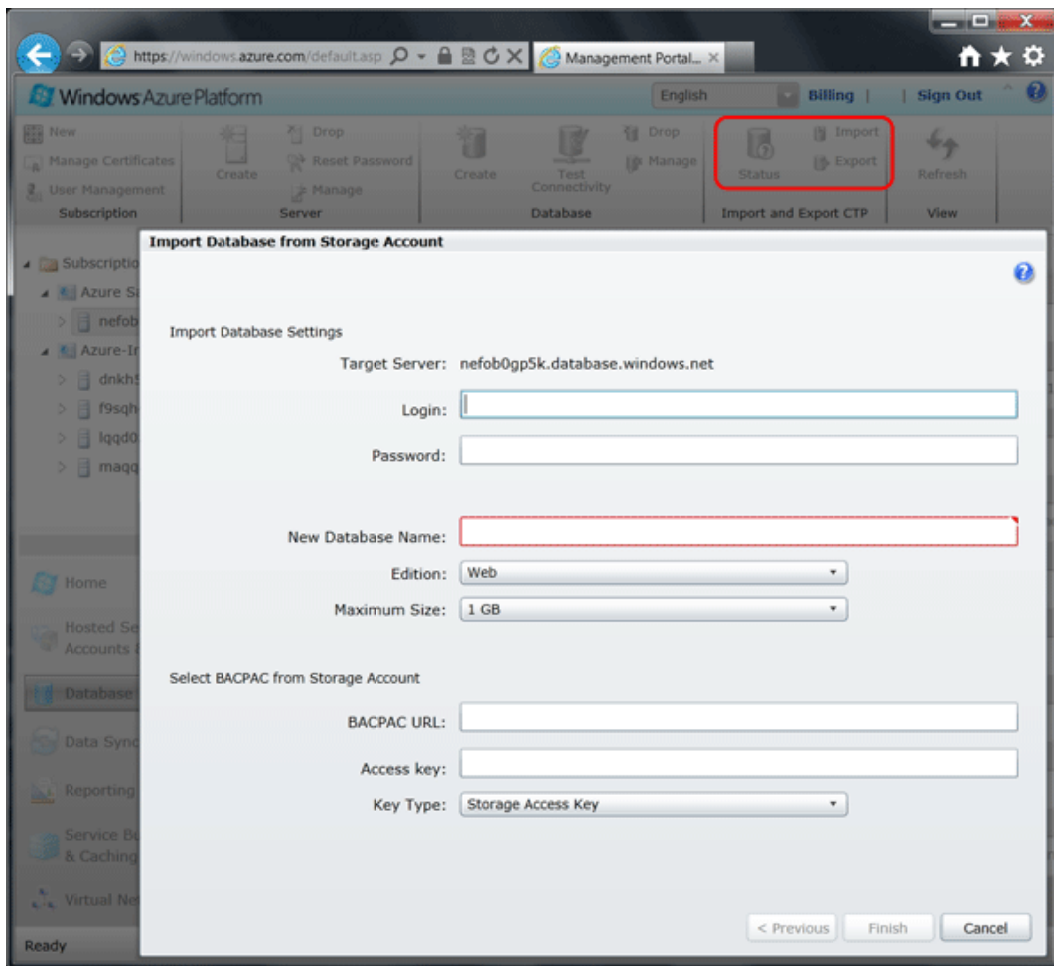 https://windows.azure.com/default.asp
Management Portal...
Windows Azure Platform
English
Billing |
| Sign Out
New
Manage Certificates
User Management
Subscription
Create
Drop
Reset Password
Manage
Server
Create
Test
Connectivity
Drop
Manage
Database
Status
Import
Export
Import and Export CTP
Refresh
View
Import Database from Storage Account
Subscriptio
Azure Sa
nefob
Azure-In
dnkh5
f9sqh
lqqd0
maqq
Home
Hosted Se
Accounts &
Database
Data Sync
Reporting
Service Bu
& Caching
Virtual Net
Ready
Import Database Settings
Target Server: nefob0gp5k.database.windows.net
Login:
Password:
New Database Name:
Edition: Web
Maximum Size: 1 GB
Select BACPAC from Storage Account
BACPAC URL:
Access key:
Key Type: Storage Access Key
< Previous
Finish
Cancel